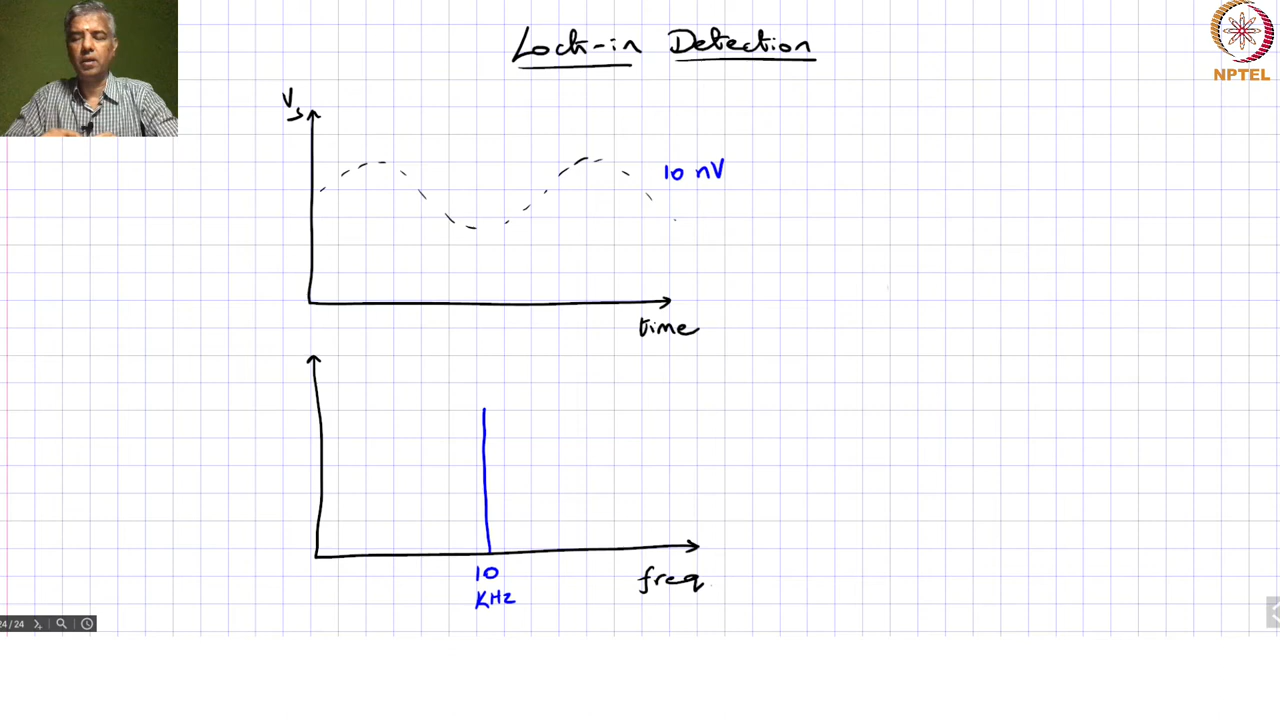 Lock-in Detection
NPTEL
Vs
10 nV
time
10
KHz
freq
24/24